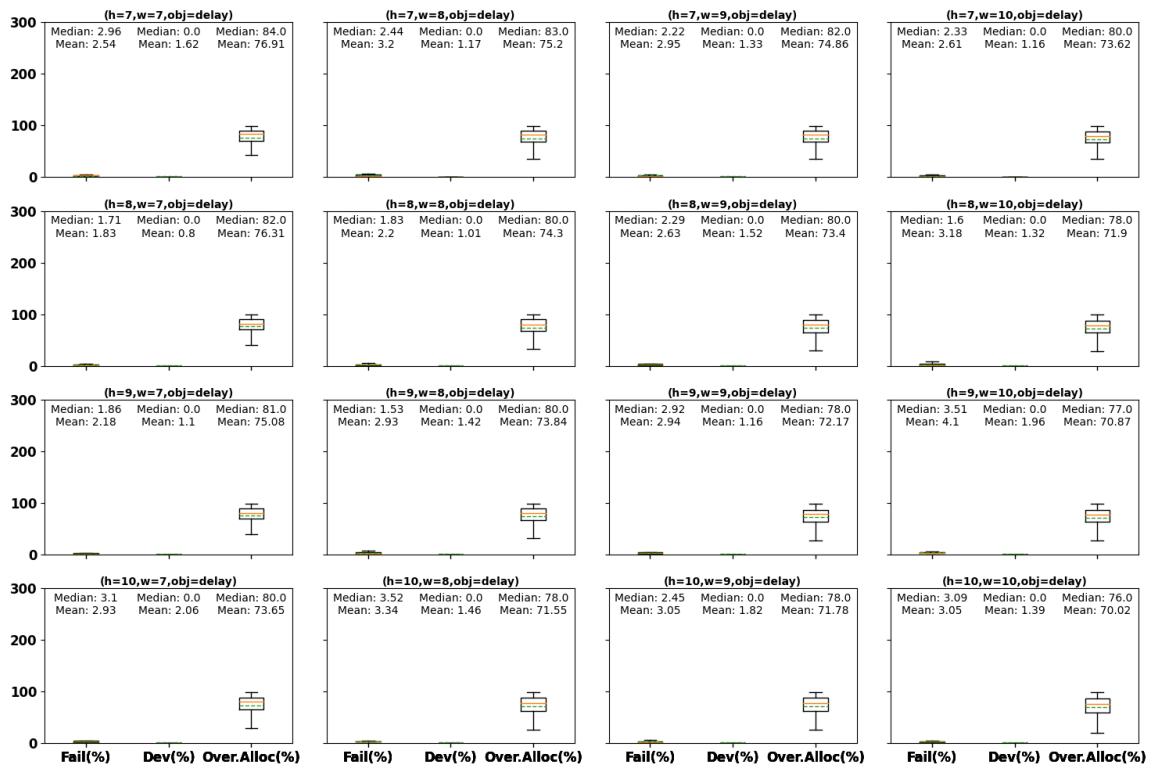 (h=7,w=7,obj=delay) (h=7,w=8,obj=delay) (h=7,w=9,obj=delay) (h=7,w=10,obj=delay)
300
Median: 2.96 Median: 0.0 Median: 84.0 Median: 2.44 Median: 0.0 Median: 83.0 Median: 2.22 Median: 0.0 Median: 82.0 Median: 2.33 Median: 0.0 Median: 80.0
Mean: 2.54 Mean: 1.62 Mean: 76.91 Mean: 3.2 Mean: 1.17 Mean: 75.2 Mean: 2.95 Mean: 1.33 Mean: 74.86 Mean: 2.61 Mean: 1.16 Mean: 73.62
200
100
0
(h=8,w=7,obj=delay) (h=8,w=8,obj=delay) (h=8,w=9,obj=delay) (h=8,w=10,obj=delay)
300
Median: 1.71 Median: 0.0 Median: 82.0 Median: 1.83 Median: 0.0 Median: 80.0 Median: 2.29 Median: 0.0 Median: 80.0 Median: 1.6 Median: 0.0 Median: 78.0
Mean: 1.83 Mean: 0.8 Mean: 76.31 Mean: 2.2 Mean: 1.01 Mean: 74.3 Mean: 2.63 Mean: 1.52 Mean: 73.4 Mean: 3.18 Mean: 1.32 Mean: 71.9
200
100
0
(h=9,w=7,obj=delay) (h=9,w=8,obj=delay) (h=9,w=9,obj=delay) (h=9,w=10,obj=delay)
300
Median: 1.86 Median: 0.0 Median: 81.0 Median: 1.53 Median: 0.0 Median: 80.0 Median: 2.92 Median: 0.0 Median: 78.0 Median: 3.51 Median: 0.0 Median: 77.0
Mean: 2.18 Mean: 1.1 Mean: 75.08 Mean: 2.93 Mean: 1.42 Mean: 73.84 Mean: 2.94 Mean: 1.16 Mean: 72.17 Mean: 4.1 Mean: 1.96 Mean: 70.87
200
100
0
(h=10,w=7,obj=delay) (h=10,w=8,obj=delay) (h=10,w=9,obj=delay) (h=10,w=10,obj=delay)
300
Median: 3.1 Median: 0.0 Median: 80.0 Median: 3.52 Median: 0.0 Median: 78.0 Median: 2.45 Median: 0.0 Median: 78.0 Median: 3.09 Median: 0.0 Median: 76.0
Mean: 2.93 Mean: 2.06 Mean: 73.65 Mean: 3.34 Mean: 1.46 Mean: 71.55 Mean: 3.05 Mean: 1.82 Mean: 71.78 Mean: 3.05 Mean: 1.39 Mean: 70.02
200
100
0
Fail(%) Dev(%) Over.Alloc(%) Fail(%) Dev(%) Over.Alloc(%) Fail(%) Dev(%) Over.Alloc(%) Fail(%) Dev(%) Over.Alloc(%)